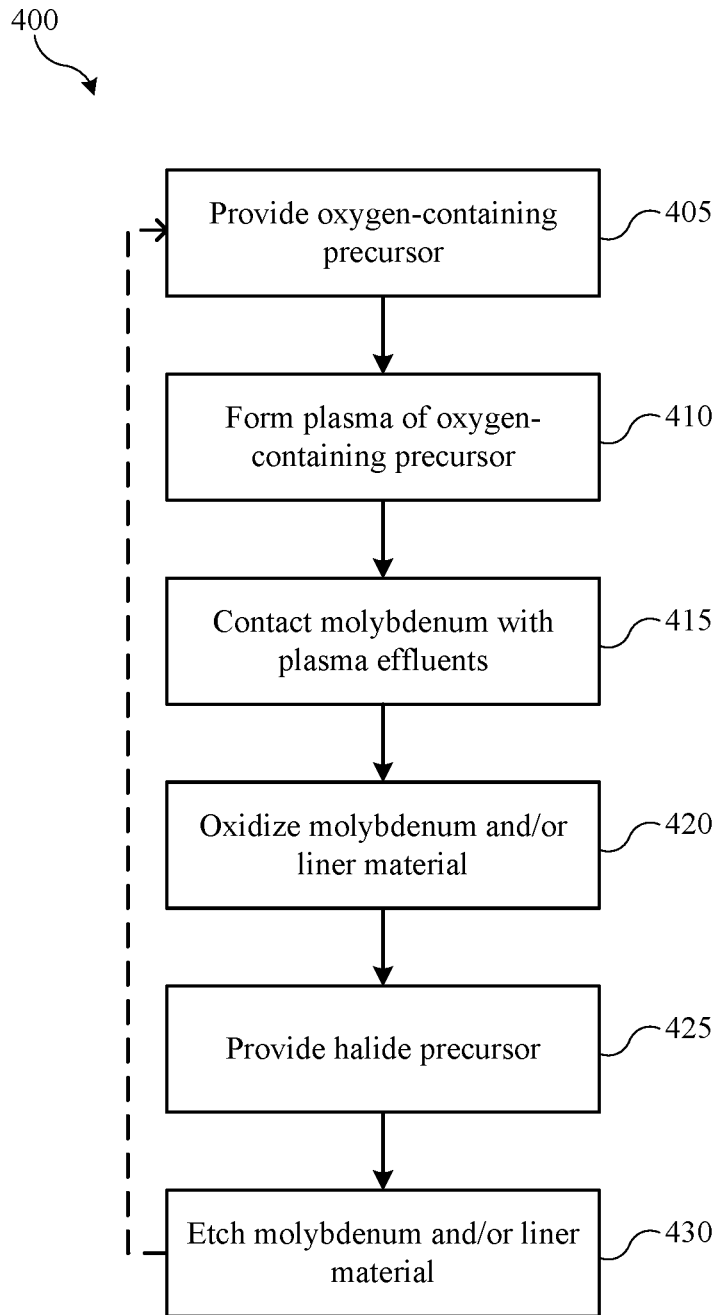 400
Provide oxygen-containing
precursor
405
Form plasma of oxygen-
containing precursor
410
Contact molybdenum with
plasma effluents
415
Oxidize molybdenum and/or
liner material
420
Provide halide precursor
425
Etch molybdenum and/or liner
material
430